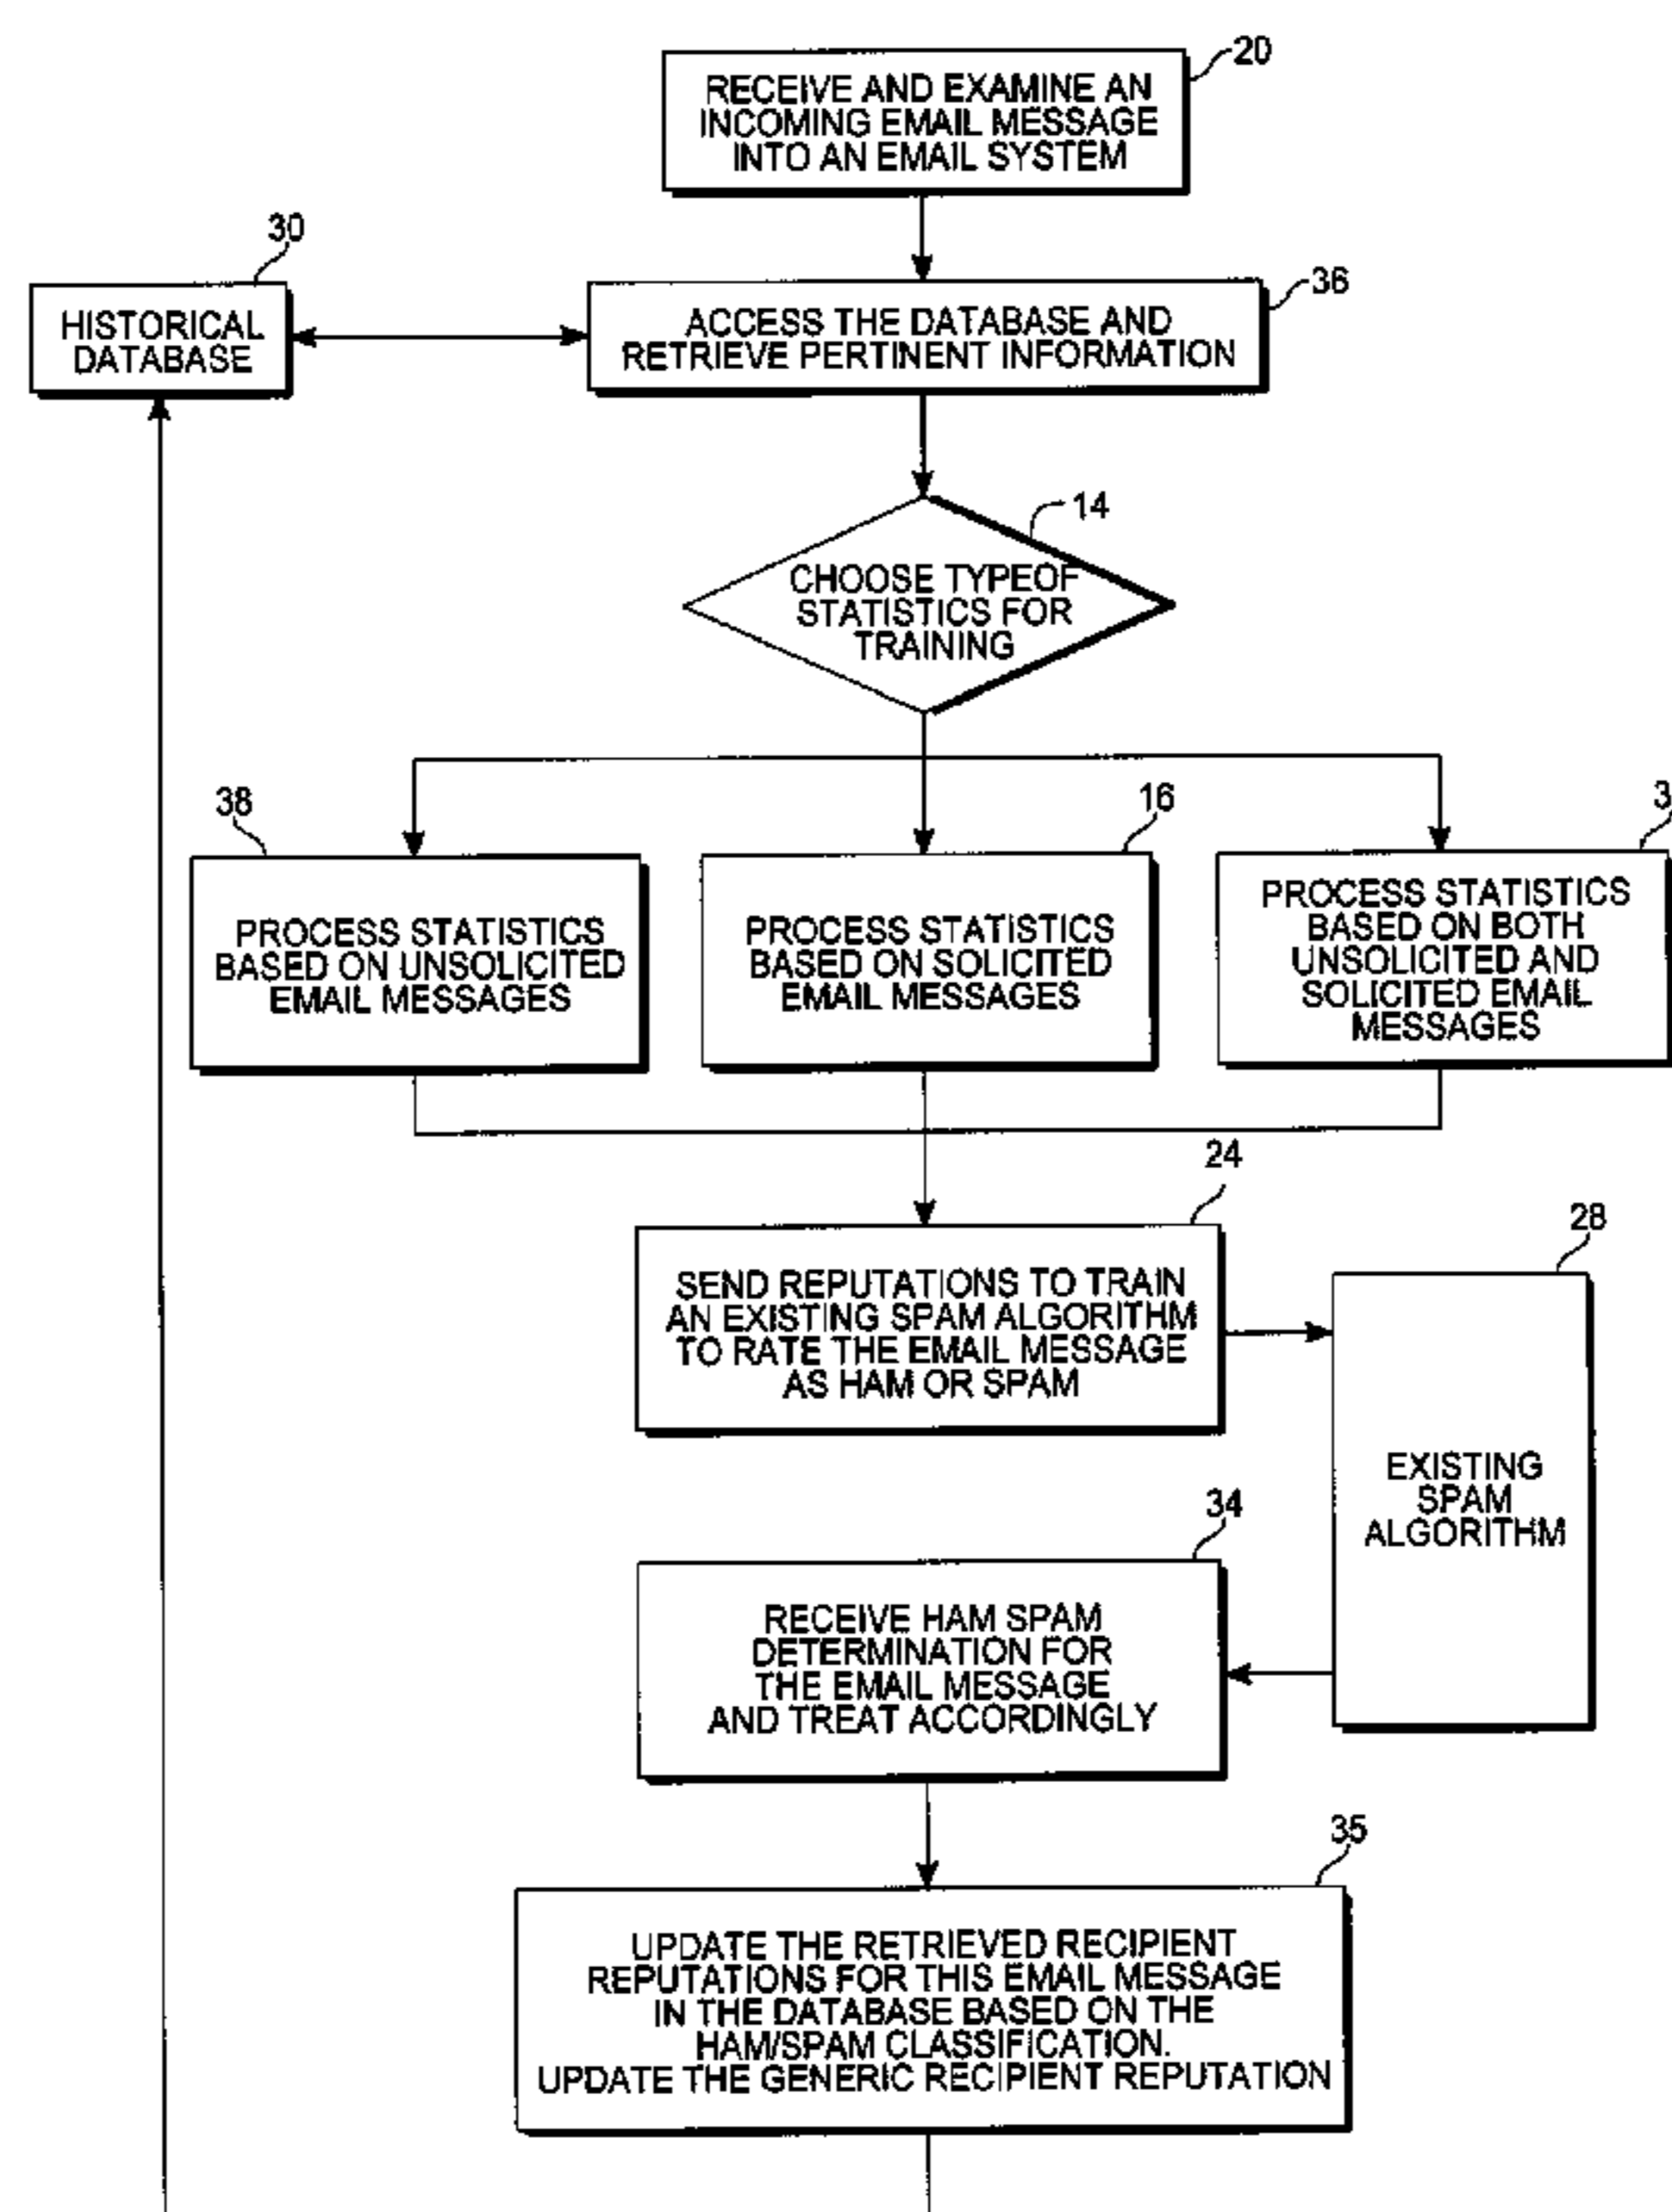 20
RECEIVE AND EXAMINE AN
INCOMING EMAIL MESSAGE
INTO AN EMAIL SYSTEM
30
HISTORICAL
DATABASE
36
ACCESS THE DATABASE AND
RETRIEVE PERTINENT INFORMATION
14
CHOOSE TYPEOF
STATISTICS FOR
TRAINING
38
PROCESS STATISTICS
BASED ON UNSOLICITED
EMAIL MESSAGES
16
PROCESS STATISTICS
BASED ON SOLICITED
EMAIL MESSAGES
PROCESS STATISTICS
BASED ON BOTH
UNSOLICITED AND
SOLICITED EMAIL
MESSAGES
24
SEND REPUTATIONS TO TRAIN
AN EXISTING SPAM ALGORITHM
TO RATE THE EMAIL MESSAGE
AS HAM OR SPAM
28
EXISTING
SPAM
ALGORITHM
34
RECEIVE HAM SPAM
DETERMINATION FOR
THE EMAIL MESSAGE
AND TREAT ACCORDINGLY
35
UPDATE THE RETRIEVED RECIPIENT
REPUTATIONS FOR THIS EMAIL MESSAGE
IN THE DATABASE BASED ON THE
HAM/SPAM CLASSIFICATION.
UPDATE THE GENERIC RECIPIENT REPUTATION